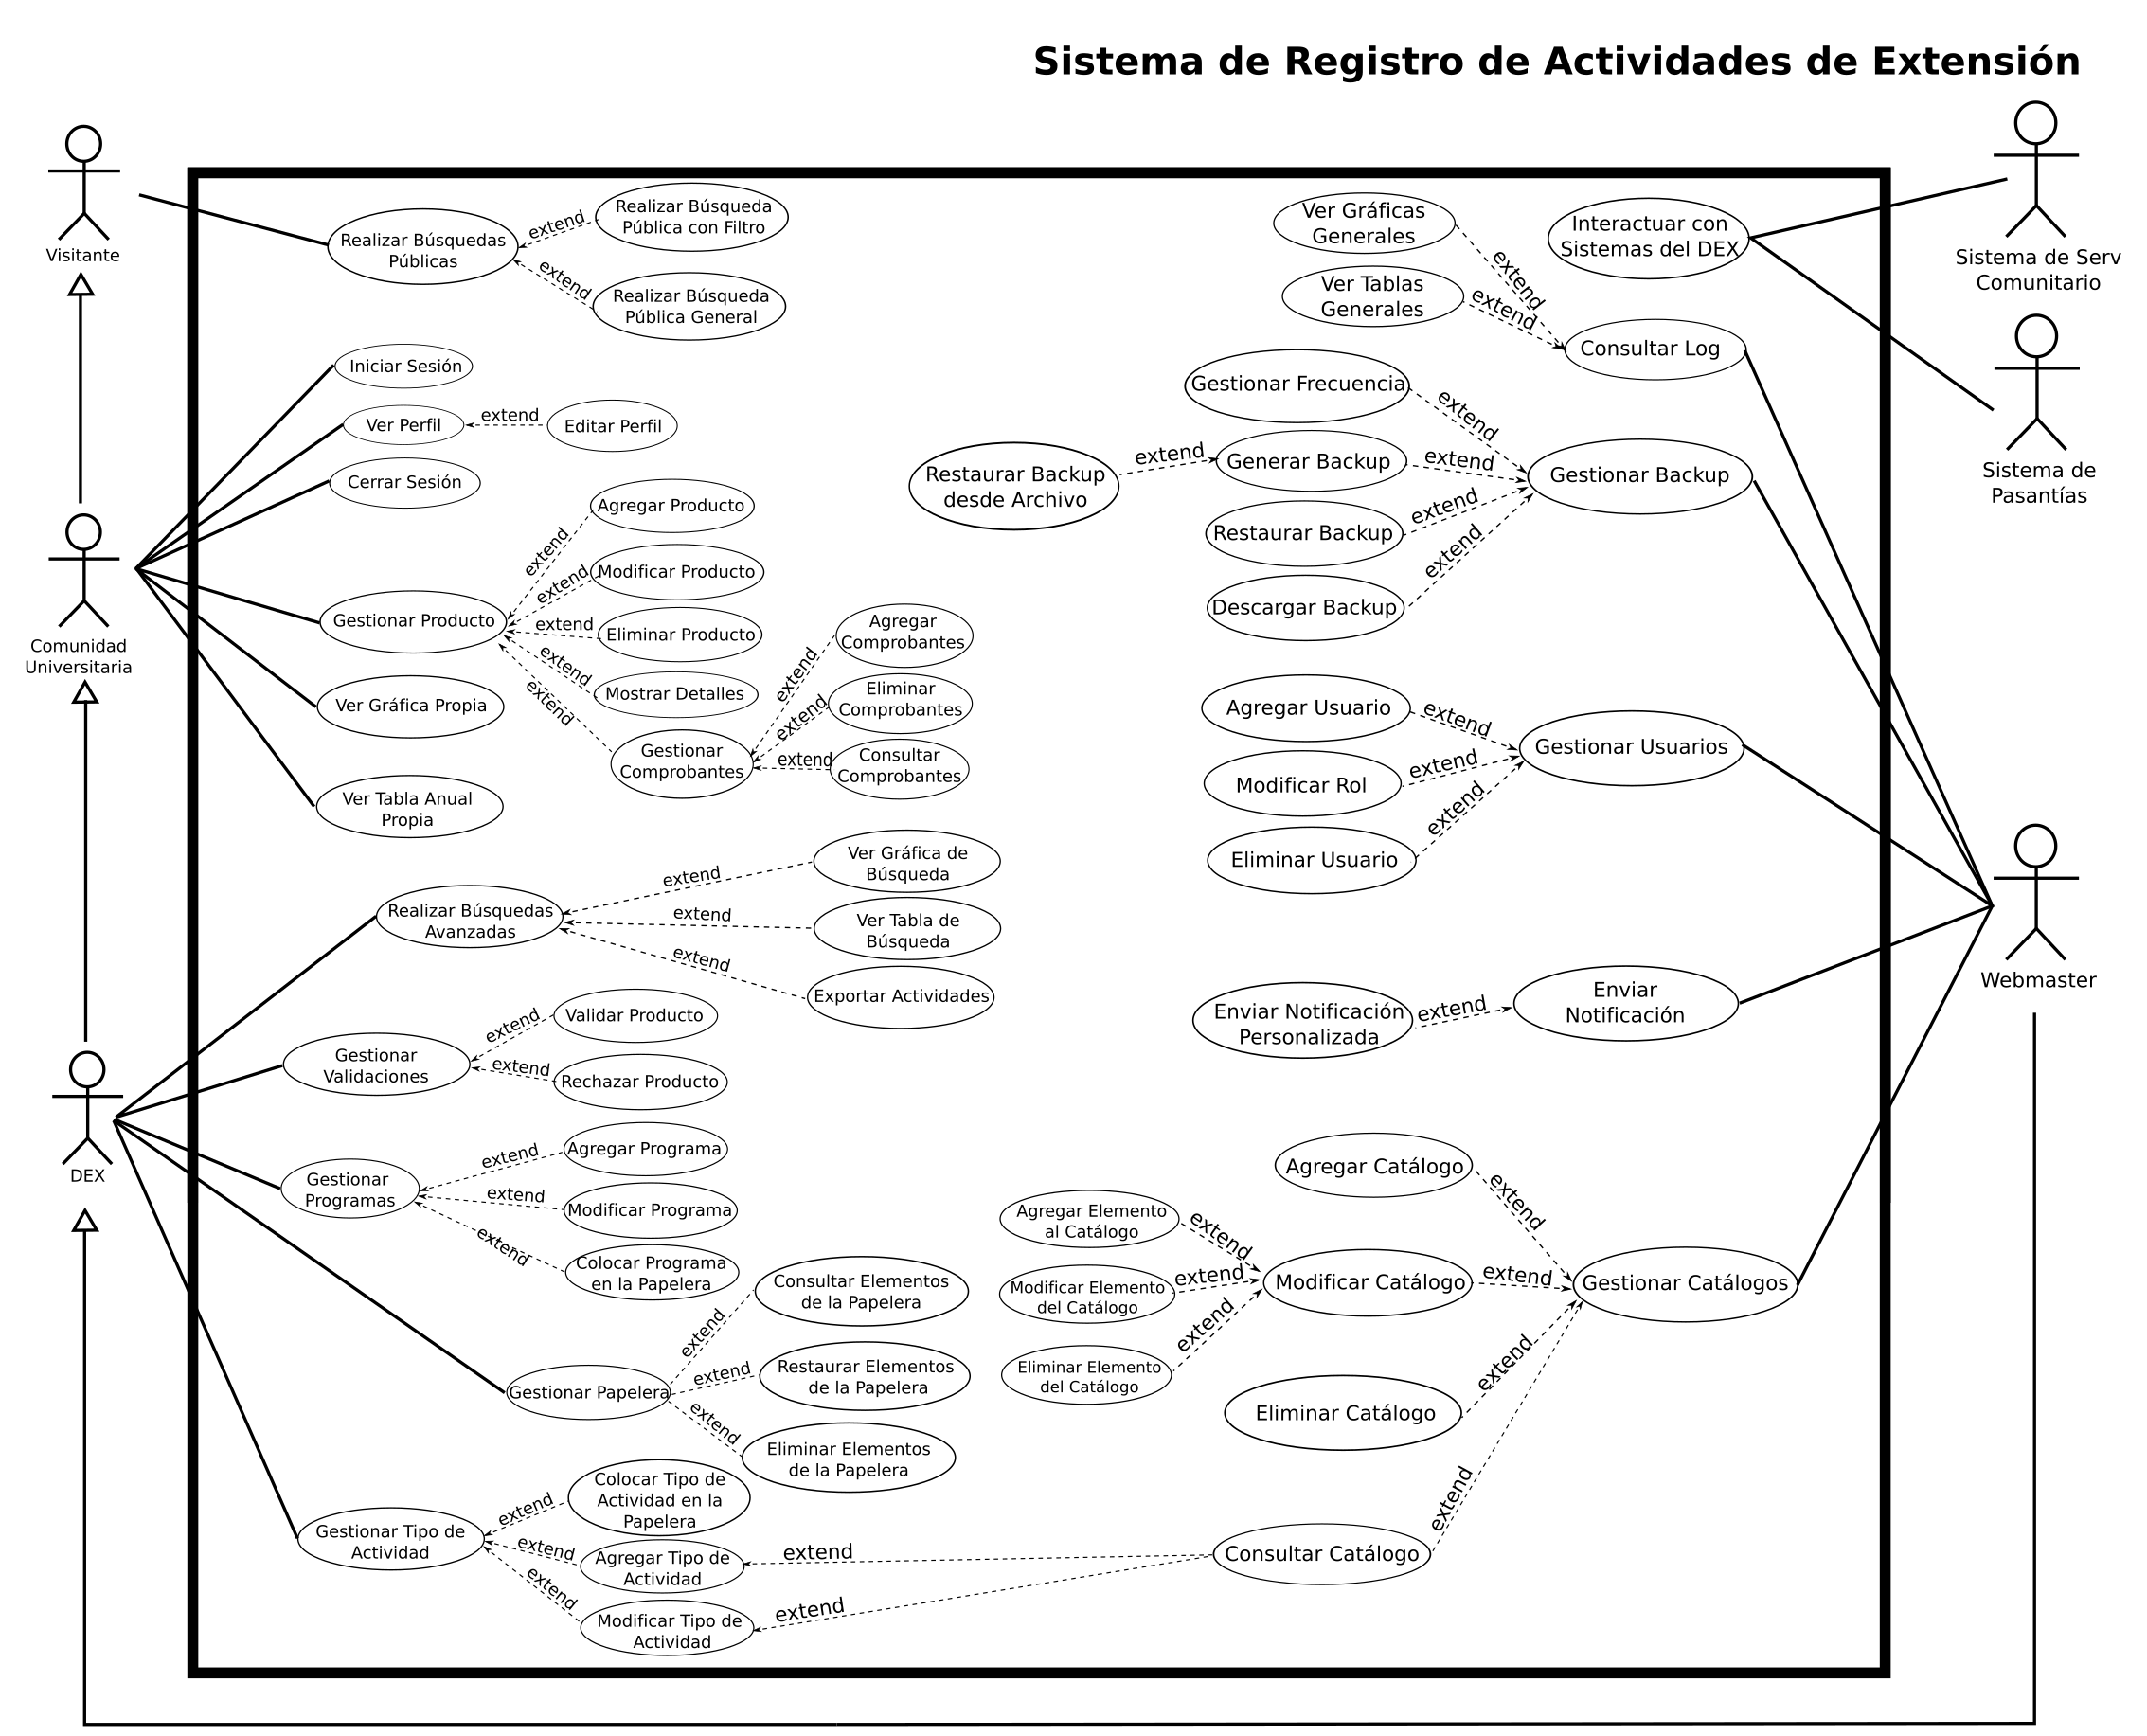 Sistema de Registro de Actividades de Extensión
Visitante
Realizar Búsquedas
Públicas
extend
extend
Realizar Búsqueda
Pública con Filtro
Realizar Búsqueda
Pública General
Iniciar Sesión
Ver Perfil
extend
Editar Perfil
Cerrar Sesión
Comunidad
Universitaria
Gestionar Producto
extend
extend
extend
extend
extend
Agregar Producto
Modificar Producto
Eliminar Producto
Mostrar Detalles
Gestionar
Comprobantes
extend
extend
extend
Agregar
Comprobantes
Eliminar
Comprobantes
Consultar
Comprobantes
Ver Gráfica Propia
Ver Tabla Anual
Propia
Realizar Búsquedas
Avanzadas
extend
extend
extend
Ver Gráfica de
Búsqueda
Ver Tabla de
Búsqueda
Exportar Actividades
DEX
Gestionar
Validaciones
extend
extend
Validar Producto
Rechazar Producto
Gestionar
Programas
extend
extend
extend
Agregar Programa
Modificar Programa
Colocar Programa
en la Papelera
Gestionar Papelera
extend
extend
extend
Consultar Elementos
de la Papelera
Restaurar Elementos
de la Papelera
Eliminar Elementos
de la Papelera
Gestionar Tipo de
Actividad
extend
extend
extend
Colocar Tipo de
Actividad en la
Papelera
Agregar Tipo de
Actividad
Modificar Tipo de
Actividad
extend
extend
Ver Gráficas
Generales
Ver Tablas
Generales
extend
extend
Interactuar con
Sistemas del DEX
Consultar Log
Sistema de Serv
Comunitario
Sistema de
Pasantías
Gestionar Frecuencia
Restaurar Backup
desde Archivo
extend
Generar Backup
Restaurar Backup
Descargar Backup
extend
extend
extend
extend
Gestionar Backup
Agregar Usuario
Modificar Rol
Eliminar Usuario
extend
extend
extend
Gestionar Usuarios
Webmaster
Enviar Notificación
Personalizada
extend
Enviar
Notificación
Agregar Catálogo
Agregar Elemento
al Catálogo
Modificar Elemento
del Catálogo
Eliminar Elemento
del Catálogo
extend
extend
extend
Modificar Catálogo
extend
extend
extend
extend
Gestionar Catálogos
Eliminar Catálogo
Consultar Catálogo